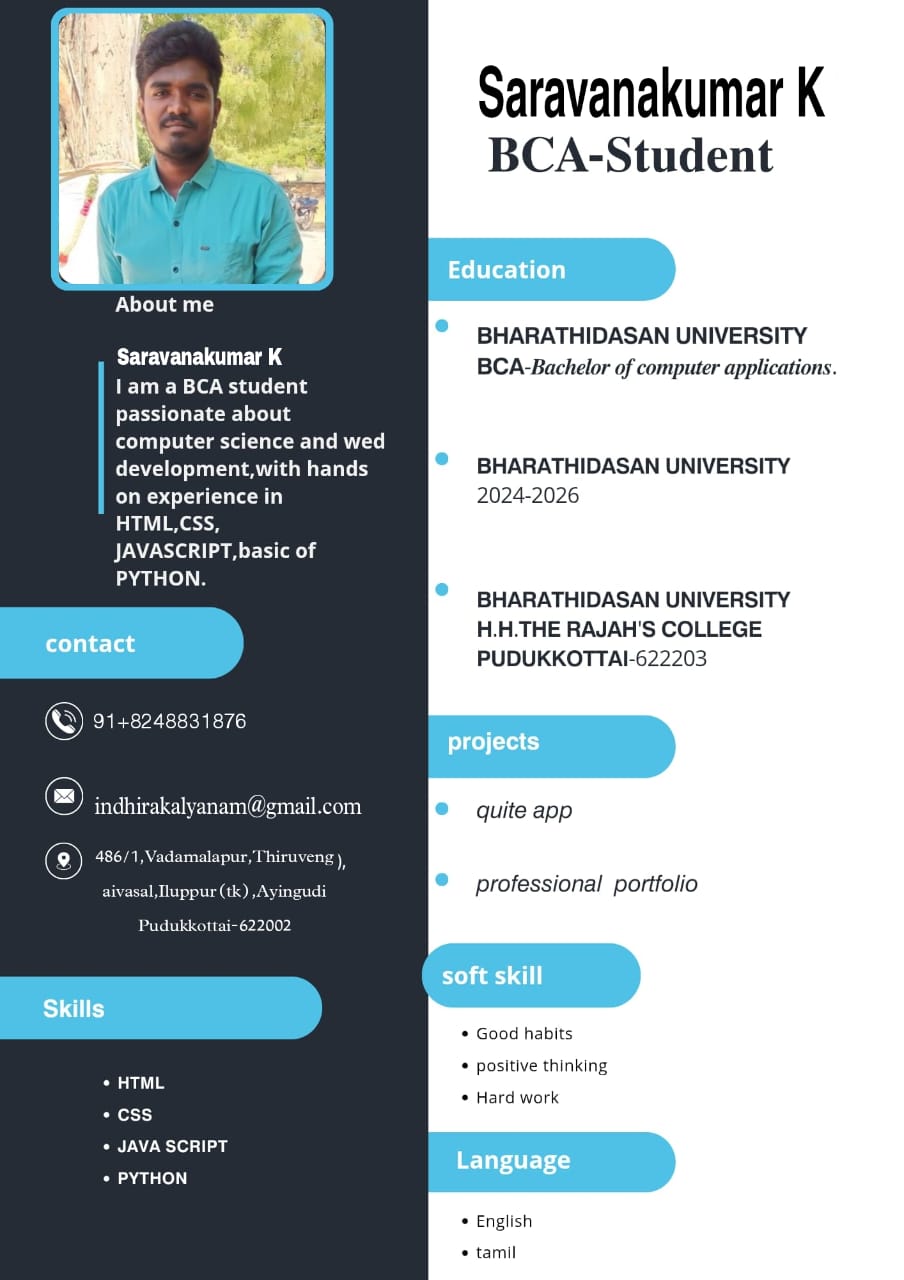 About me
Saravanakumar K
I am a BCA student
passionate about
computer science and wed
development,with hands
on experience in
HTML,CSS,
JAVASCRIPT,basic of
PYTHON.
contact
91+8248831876
indhirakalyanam@gmail.com
486/1,Vadamalapur,Thiruveng ),
aivasal,Iluppur (tk) ,Ayingudi
Pudukkottai-622002
Skills
• HTML
• CSS
• JAVA SCRIPT
• PYTHON
Saravanakumar K
BCA-Student
Education
BHARATHIDASAN UNIVERSITY
BCA-Bachelor of computer applications.
BHARATHIDASAN UNIVERSITY
2024-2026
BHARATHIDASAN UNIVERSITY
H.H.THE RAJAH'S COLLEGE
PUDUKKOTTAI-622203
projects
quite app
professional portfolio
soft skill
• Good habits
• positive thinking
• Hard work
Language
• English
• tamil